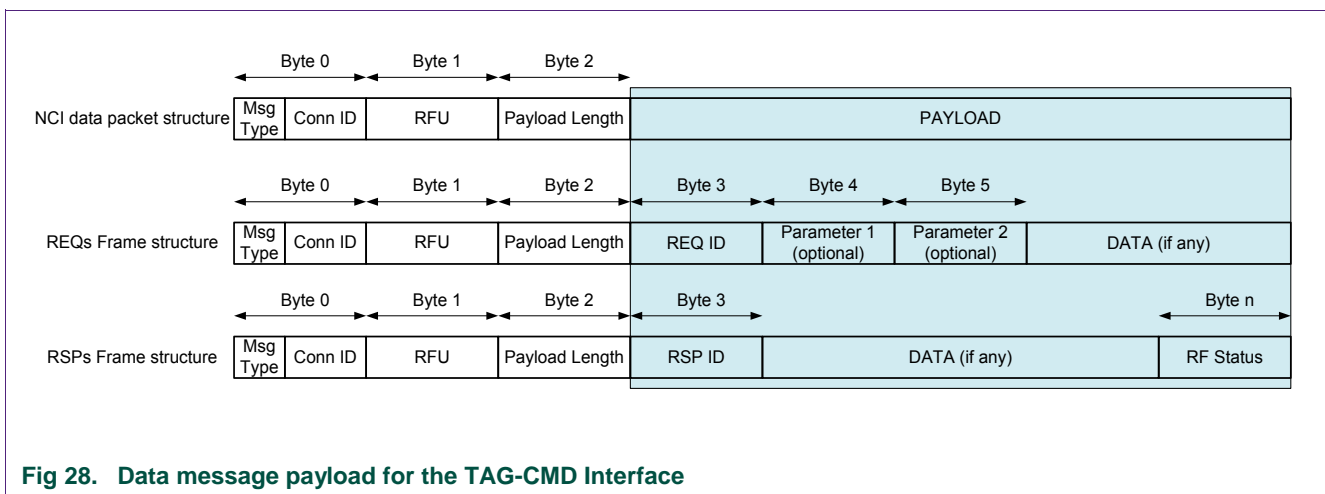 Byte 0 Byte 1 Byte 2
NCI data packet structure Msg Type Conn ID RFU Payload Length PAYLOAD
Byte 0 Byte 1 Byte 2 Byte 3 Byte 4 Byte 5
REQs Frame structure Msg Type Conn ID RFU Payload Length REQ ID Parameter 1 (optional) Parameter 2 (optional) DATA (if any)
Byte 0 Byte 1 Byte 2 Byte 3 Byte n
RSPs Frame structure Msg Type Conn ID RFU Payload Length RSP ID DATA (if any) RF Status
Fig 28. Data message payload for the TAG-CMD Interface